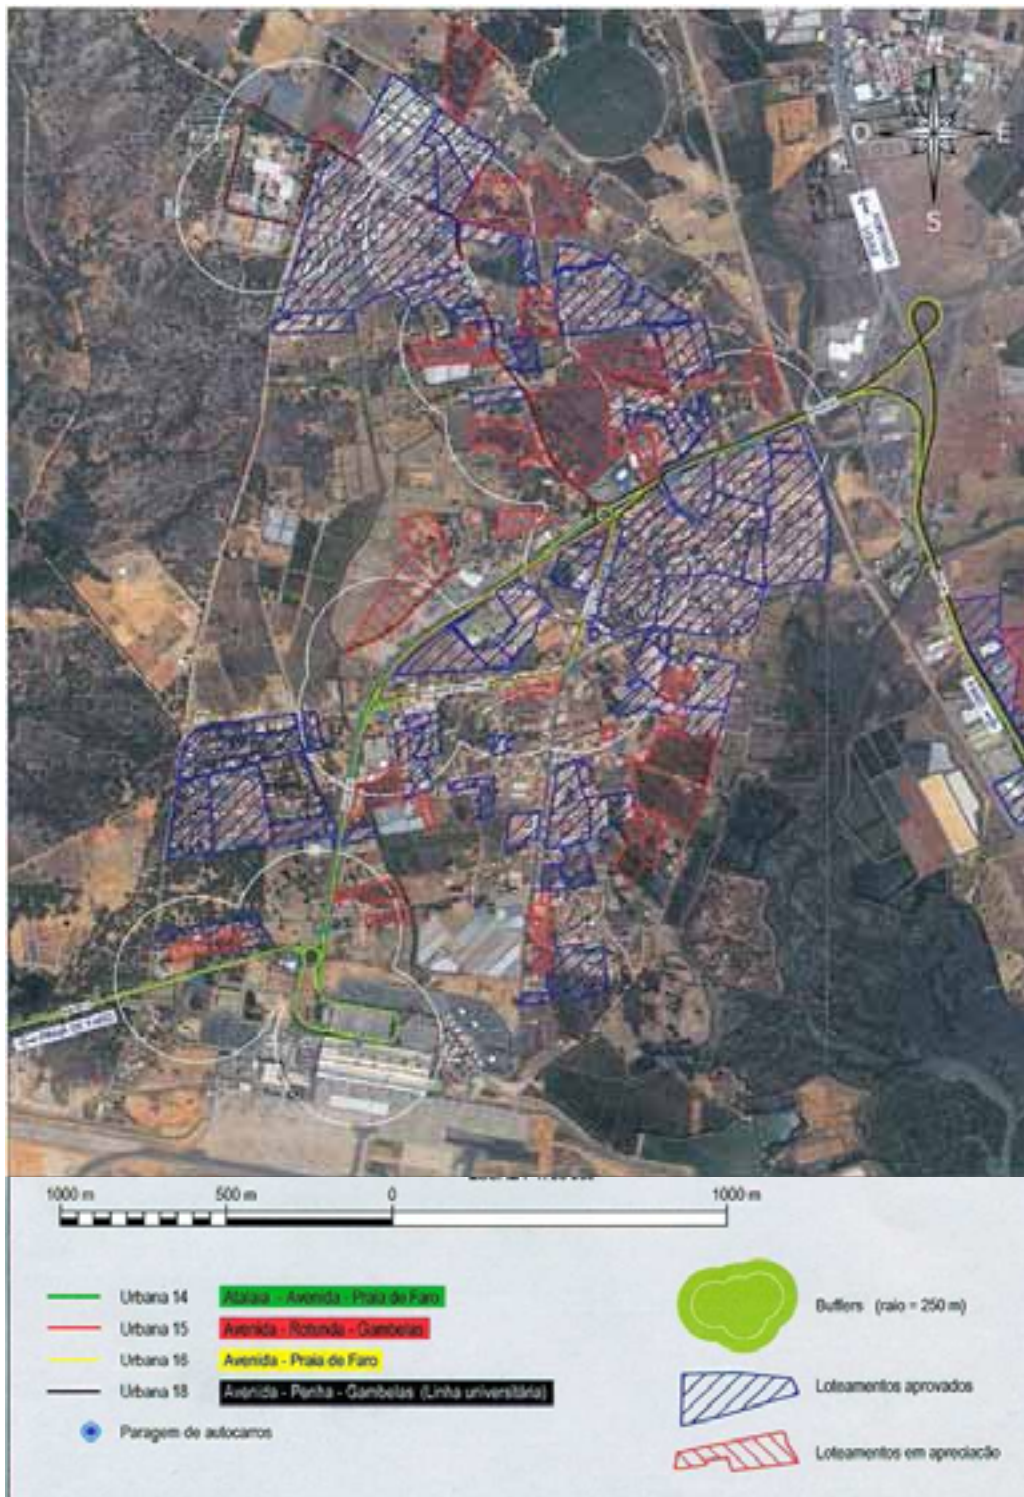 N
O
E
S
1000 m
500 m
0
1000 m
Urbana 14
Atalaia - Avenida - Praia de Faro
Urbana 15
Avenida - Rotunda - Gambelas
Urbana 16
Avenida - Praia de Faro
Urbana 18
Avenida - Penha - Gambelas (Linha universitária)
Paragem de autocarros
Buffers (raio = 250 m)
Loteamentos aprovados
Loteamentos em apreciação